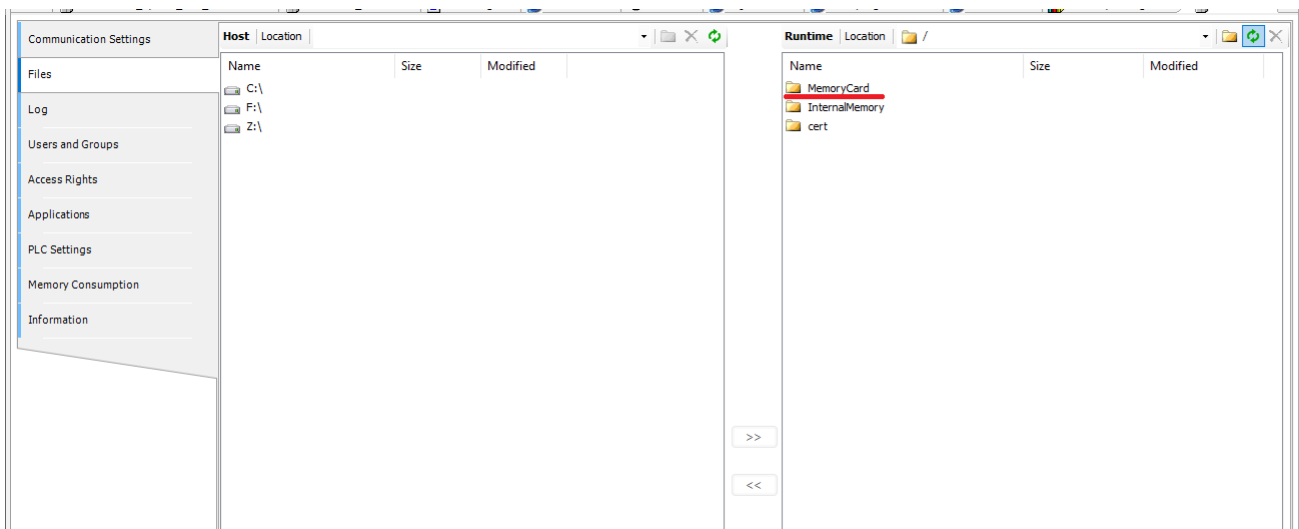 Communication Settings
Files
Log
Users and Groups
Access Rights
Applications
PLC Settings
Memory Consumption
Information
Host Location
Name Size Modified
C:\
F:\
Z:\
>>
<<
Runtime Location /
Name Size Modified
MemoryCard
InternalMemory
cert